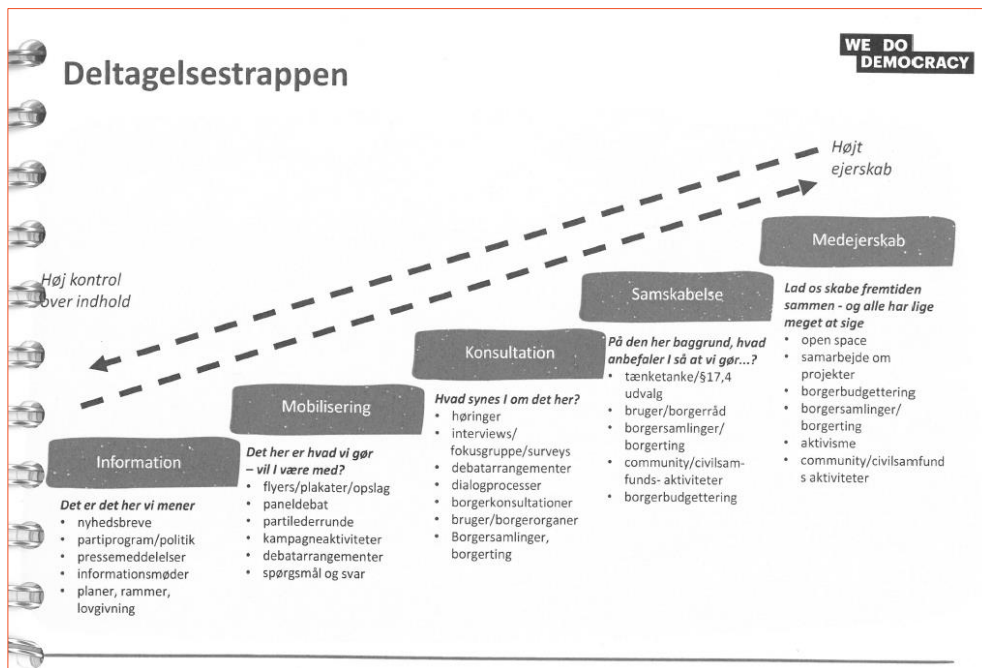 WE DO
DEMOCRACY
Deltagelsestrappen
Højt
ejerskab
Høj kontrol
over indhold
Information
Det er det her vi mener
• nyhedsbreve
• partiprogram/politik
• pressemeddelelser
• informationsmøder
• planer, rammer,
lovgivning
Mobilisering
Det her er hvad vi gør
– vil I være med?
• flyers/plakater/opslag
• paneldebat
• partilederrunde
• kampagneaktiviteter
• debatarrangementer
• spørgsmål og svar
Konsultation
Hvad synes I om det her?
• høringer
• interviews/
fokusgruppe/surveys
• debatarrangementer
• dialogprocesser
• borgerkonsultationer
• bruger/borgerorganer
• Borgersamlinger,
borgerting
Samskabelse
På den her baggrund, hvad
anbefaler I så at vi gør...?
• tænketanke/§17,4
udvalg
• bruger/borgerråd
• borgersamlinger/
borgerting
• community/civilsam-
funds- aktiviteter
• borgerbudgettering
Medejerskab
Lad os skabe fremtiden
sammen - og alle har lige
meget at sige
• open space
• samarbejde om
projekter
• borgerbudgettering
• borgersamlinger/
borgerting
• aktivisme
• community/civilsamfund
s aktiviteter